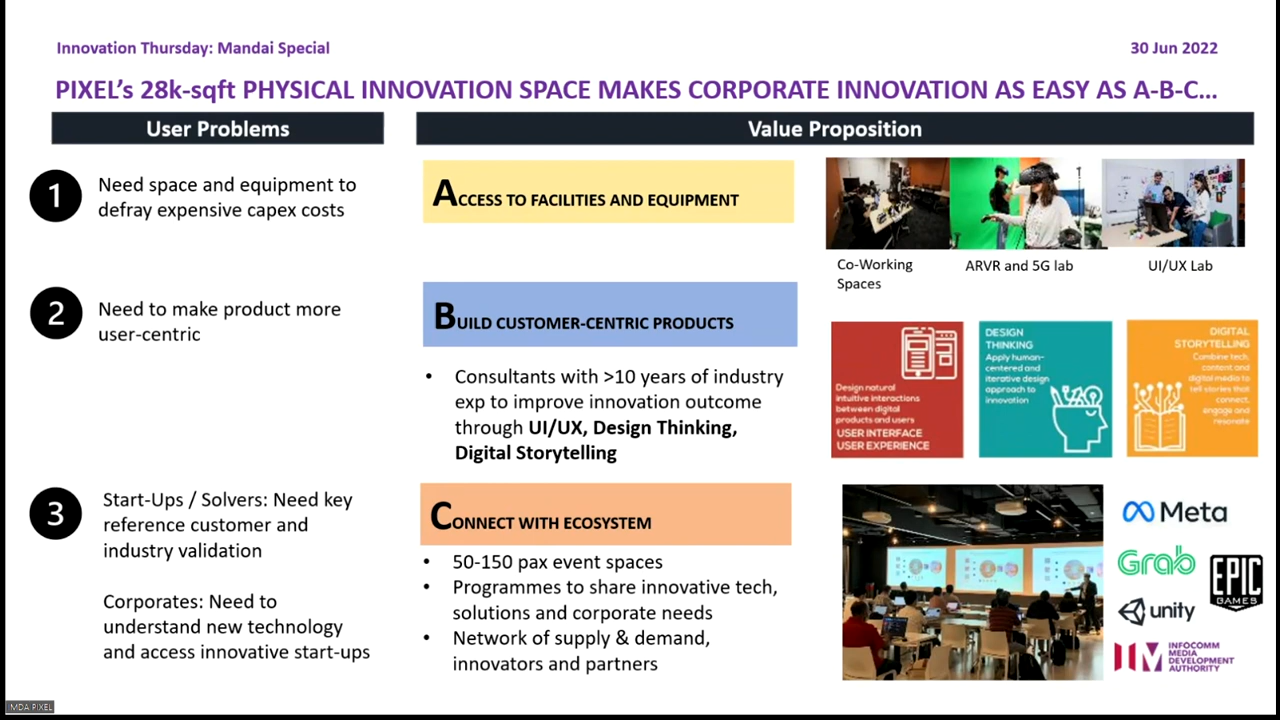 Innovation Thursday: Mandai Special
30 Jun 2022
PIXEL's 28k-sqft PHYSICAL INNOVATION SPACE MAKES CORPORATE INNOVATION AS EASY AS A-B-C...
User Problems
Value Proposition
1
Need space and equipment to
defray expensive capex costs
ACCESS TO FACILITIES AND EQUIPMENT
Co-Working
Spaces
ARVR and 5G lab
UI/UX Lab
2
Need to make product more
user-centric
BUILD CUSTOMER-CENTRIC PRODUCTS
• Consultants with >10 years of industry
exp to improve innovation outcome
through UI/UX, Design Thinking,
Digital Storytelling
Design natural
intuitive interactions
between digital
products and users
USER INTERFACE
USER EXPERIENCE
DESIGN
THINKING
Apply human-
centered and
iterative design
approach to
innovation
DIGITAL
STORYTELLING
Combine tech,
content and
digital media to
tell stories that
connect,
engage and
resonate
3
Start-Ups / Solvers: Need key
reference customer and
industry validation
Corporates: Need to
understand new technology
and access innovative start-ups
CONNECT WITH ECOSYSTEM
• 50-150 pax event spaces
• Programmes to share innovative tech,
solutions and corporate needs
• Network of supply & demand,
innovators and partners
Meta
Grab
EPIC
GAMES
unity
INFOCOMM
MEDIA
DEVELOPMENT
AUTHORITY
IMDA PIXEL